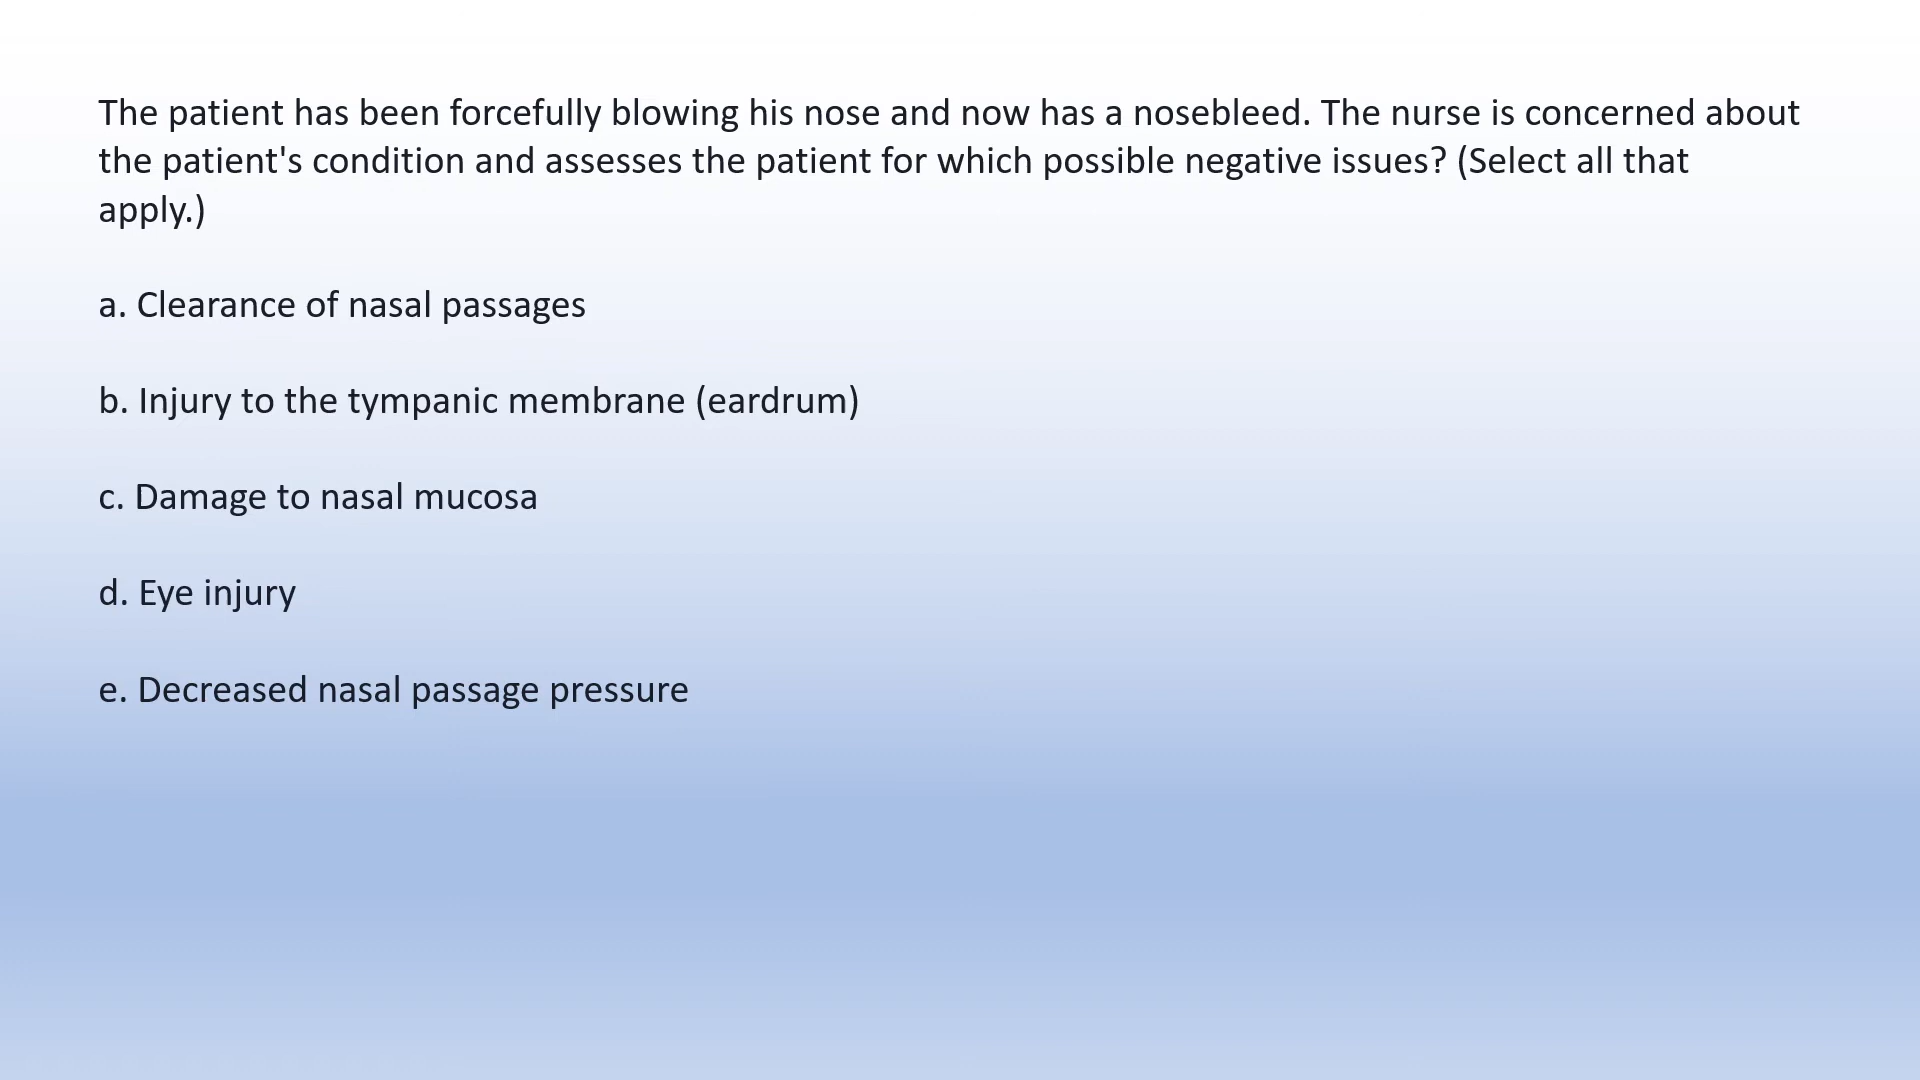 The patient has been forcefully blowing his nose and now has a nosebleed. The nurse is concerned about
the patient's condition and assesses the patient for which possible negative issues? (Select all that
apply.)
a. Clearance of nasal passages
b. Injury to the tympanic membrane (eardrum)
c. Damage to nasal mucosa
d. Eye injury
e. Decreased nasal passage pressure